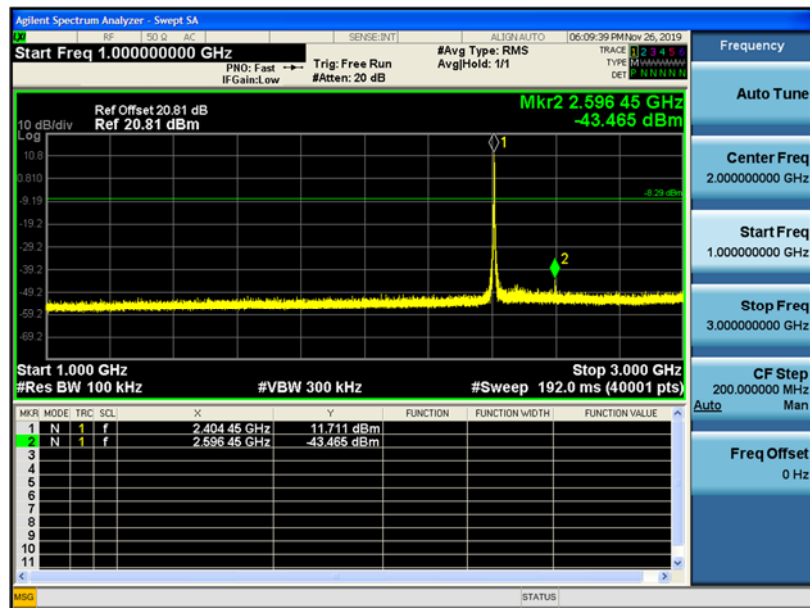 Agilent Spectrum Analyzer - Swept SA
LXI RF 50 Ω AC SENSE:INT ALIGN AUTO 06:09:39 PM Nov 26, 2019
Start Freq 1.000000000 GHz
PNO: Fast
IFGain:Low
Trig: Free Run
#Atten: 20 dB
#Avg Type: RMS
Avg|Hold: 1/1
TRACE 1 2 3 4 5 6
TYPE M
DET P N N N N N
Ref Offset 20.81 dB
10 dB/div Ref 20.81 dBm
Log
Mkr2 2.596 45 GHz
-43.465 dBm
1
10.8
0.810
-8.29 dBm
-9.19
-19.2
-29.2
2
-39.2
-49.2
-59.2
-69.2
Start 1.000 GHz Stop 3.000 GHz
#Res BW 100 kHz #VBW 300 kHz #Sweep 192.0 ms (40001 pts)
MKR MODE TRC SCL X Y FUNCTION FUNCTION WIDTH FUNCTION VALUE
1 N 1 f 2.404 45 GHz 11.711 dBm
2 N 1 f 2.596 45 GHz -43.465 dBm
3
4
5
6
7
8
9
10
11
MSG STATUS
Frequency
Auto Tune
Center Freq
2.000000000 GHz
Start Freq
1.000000000 GHz
Stop Freq
3.000000000 GHz
CF Step
200.000000 MHz
Auto Man
Freq Offset
0 Hz